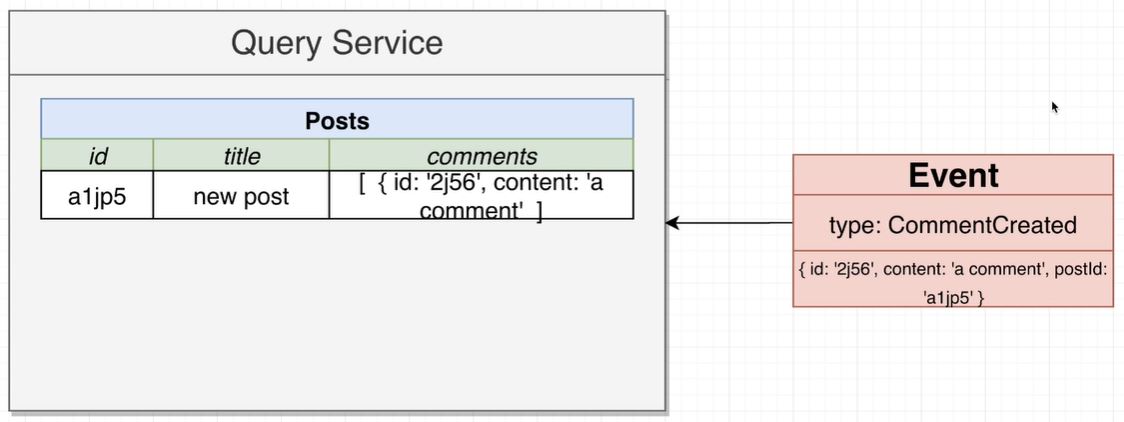 Query Service
Posts
id title comments
a1jp5 new post [ { id: '2j56', content: 'a
comment' ]
Event
type: CommentCreated
{ id: '2j56', content: 'a comment', postId:
'a1jp5' }